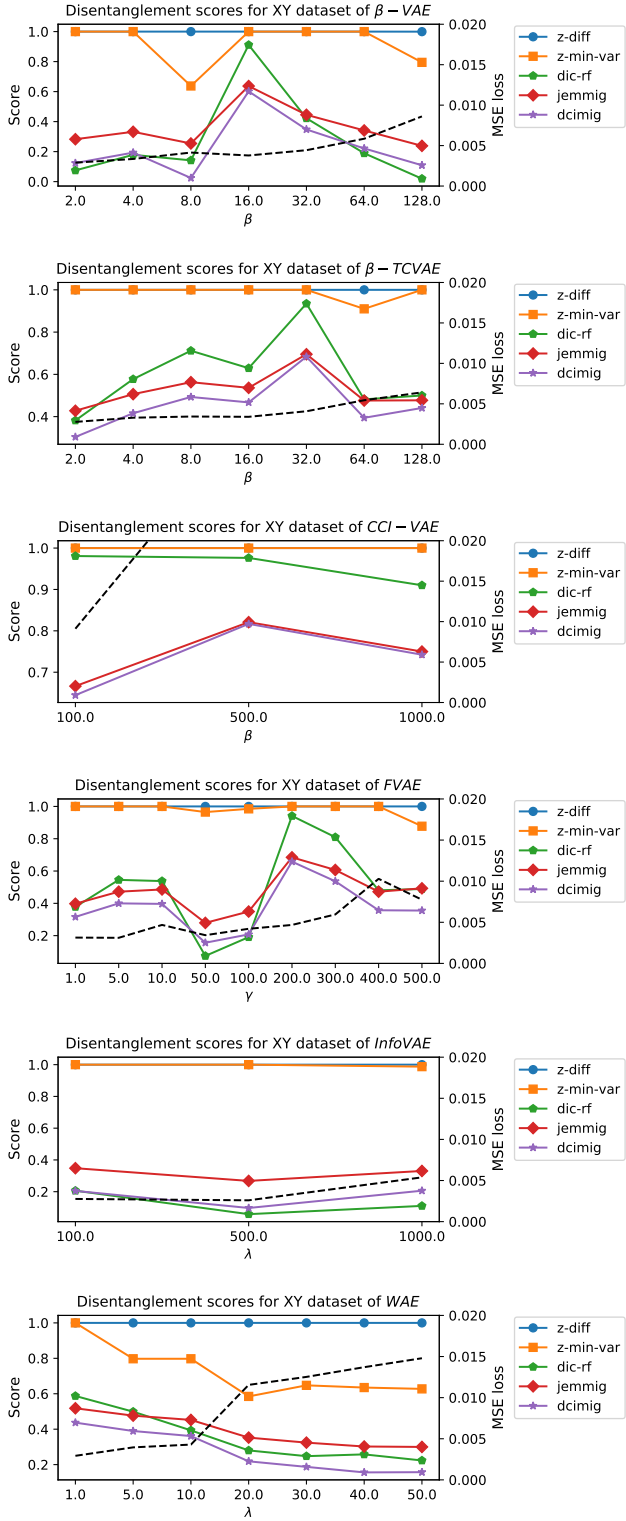 Disentanglement scores for XY dataset of β − VAE
1.0
0.8
0.6
0.4
0.2
0.0
Score
2.0 4.0 8.0 16.0 32.0 64.0 128.0
β
0.020
0.015
0.010
0.005
0.000
MSE loss
z-diff
z-min-var
dic-rf
jemmig
dcimig
Disentanglement scores for XY dataset of β − TCVAE
1.0
0.8
0.6
0.4
Score
2.0 4.0 8.0 16.0 32.0 64.0 128.0
β
0.020
0.015
0.010
0.005
0.000
MSE loss
z-diff
z-min-var
dic-rf
jemmig
dcimig
Disentanglement scores for XY dataset of CCI − VAE
1.0
0.9
0.8
0.7
Score
100.0 500.0 1000.0
β
0.020
0.015
0.010
0.005
0.000
MSE loss
z-diff
z-min-var
dic-rf
jemmig
dcimig
Disentanglement scores for XY dataset of FVAE
1.0
0.8
0.6
0.4
0.2
Score
1.0 5.0 10.0 50.0 100.0 200.0 300.0 400.0 500.0
γ
0.020
0.015
0.010
0.005
0.000
MSE loss
z-diff
z-min-var
dic-rf
jemmig
dcimig
Disentanglement scores for XY dataset of InfoVAE
1.0
0.8
0.6
0.4
0.2
Score
100.0 500.0 1000.0
λ
0.020
0.015
0.010
0.005
0.000
MSE loss
z-diff
z-min-var
dic-rf
jemmig
dcimig
Disentanglement scores for XY dataset of WAE
1.0
0.8
0.6
0.4
0.2
Score
1.0 5.0 10.0 20.0 30.0 40.0 50.0
λ
0.020
0.015
0.010
0.005
0.000
MSE loss
z-diff
z-min-var
dic-rf
jemmig
dcimig